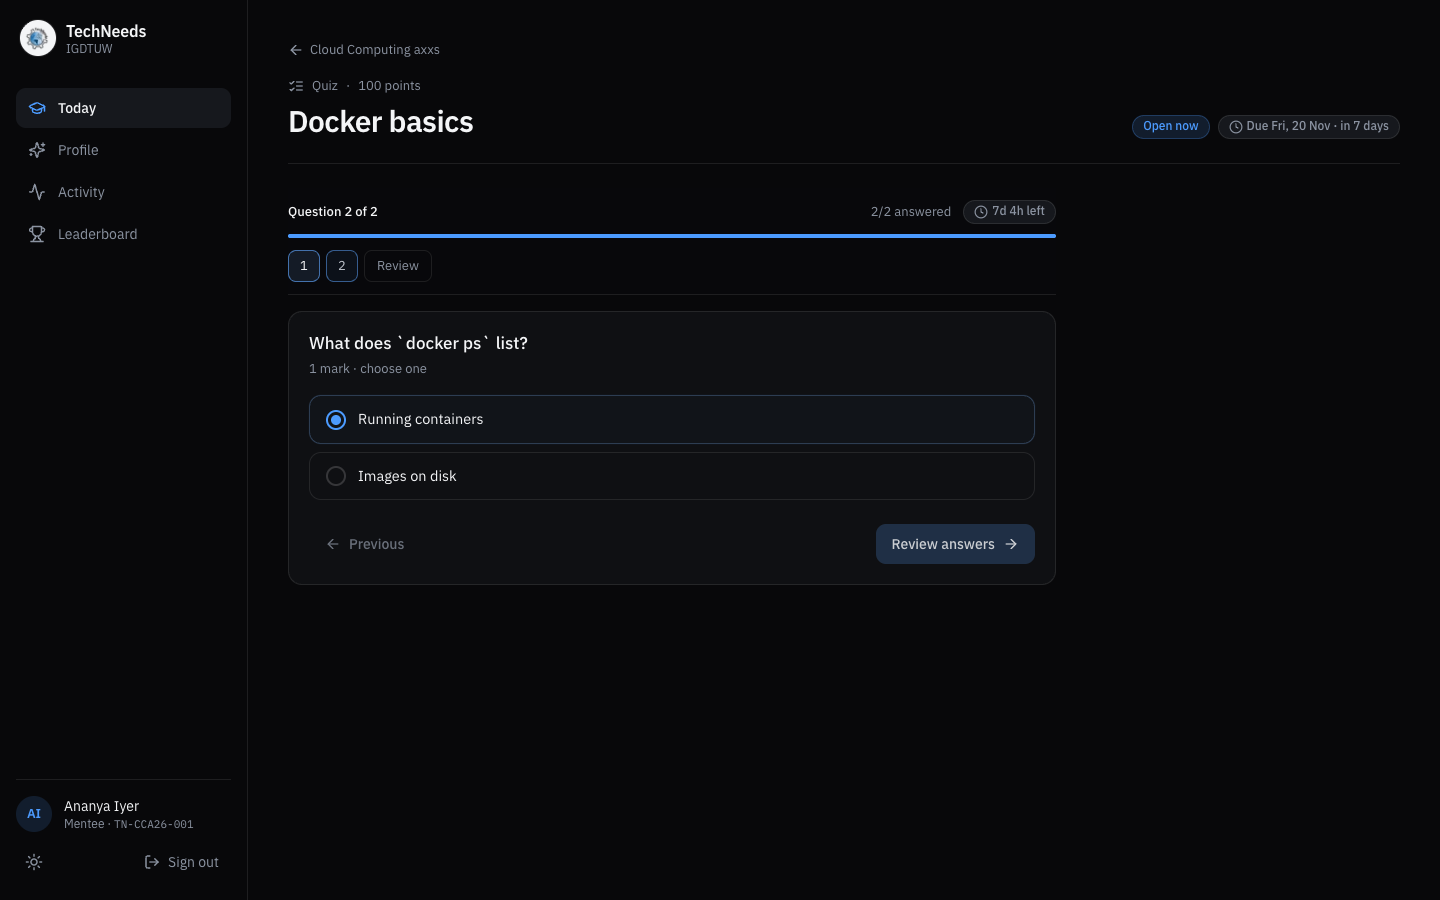 TechNeeds
IGDTUW
Today
Profile
Activity
Leaderboard
Ananya Iyer
AI
Mentee · TN-CCA26-001
Sign out
Cloud Computing axxs
Quiz · 100 points
Docker basics
Open now
Due Fri, 20 Nov · in 7 days
Question 2 of 2
2/2 answered
7d 4h left
1
2
Review
What does `docker ps` list?
1 mark · choose one
Running containers
Images on disk
Previous
Review answers